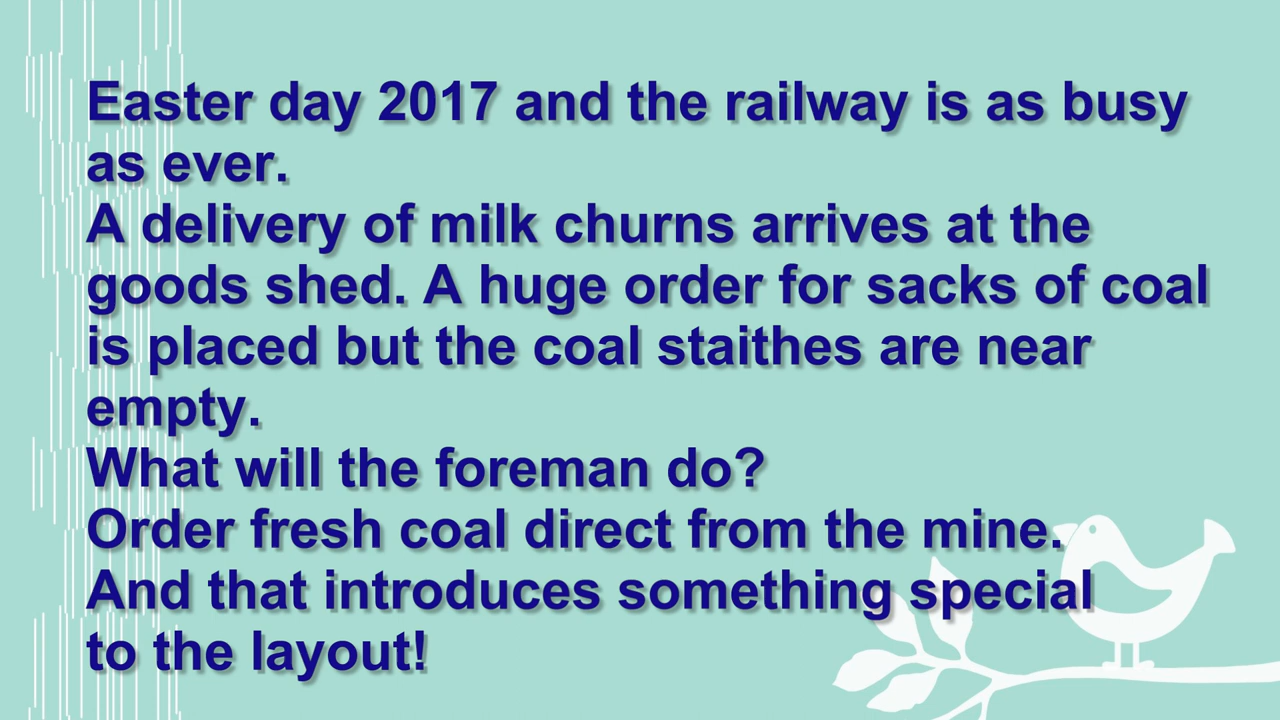 Easter day 2017 and the railway is as busy
as ever.
A delivery of milk churns arrives at the
goods shed. A huge order for sacks of coal
is placed but the coal staithes are near
empty.
What will the foreman do?
Order fresh coal direct from the mine.
And that introduces something special
to the layout!